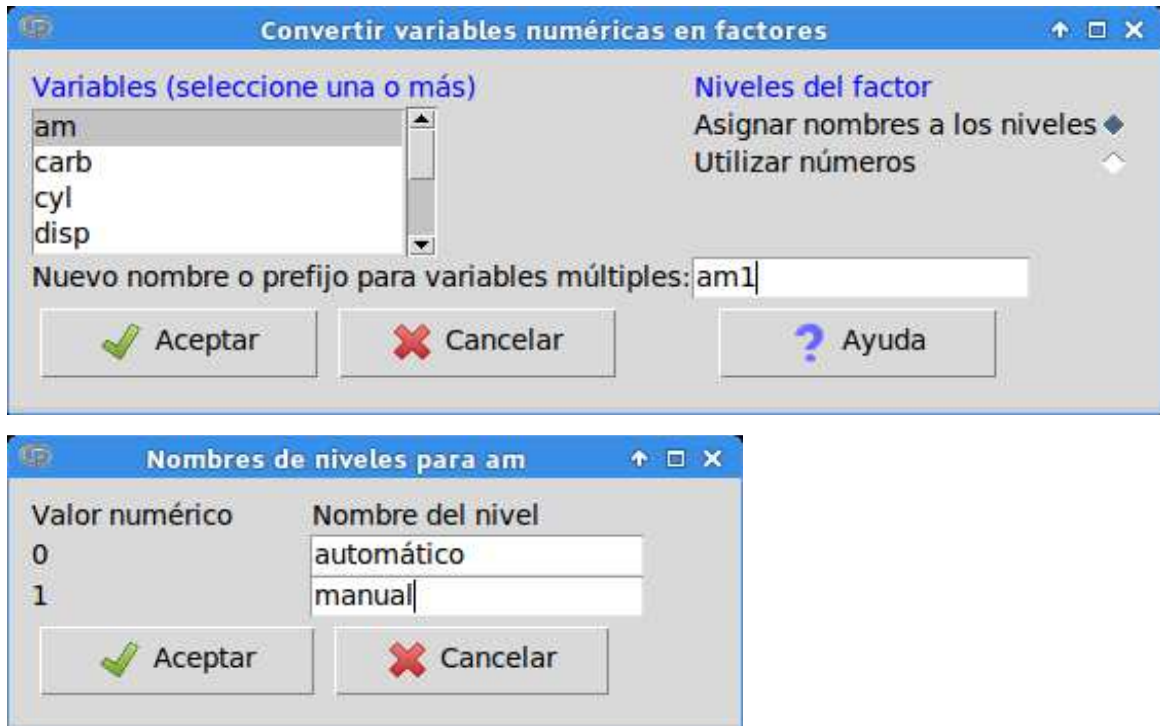 Convertir variables numéricas en factores
Variables (seleccione una o más)
am
carb
cyl
disp
Niveles del factor
Asignar nombres a los niveles
Utilizar números
Nuevo nombre o prefijo para variables múltiples: am1
Aceptar Cancelar ? Ayuda
Nombres de niveles para am
Valor numérico Nombre del nivel
0 automático
1 manual
Aceptar Cancelar